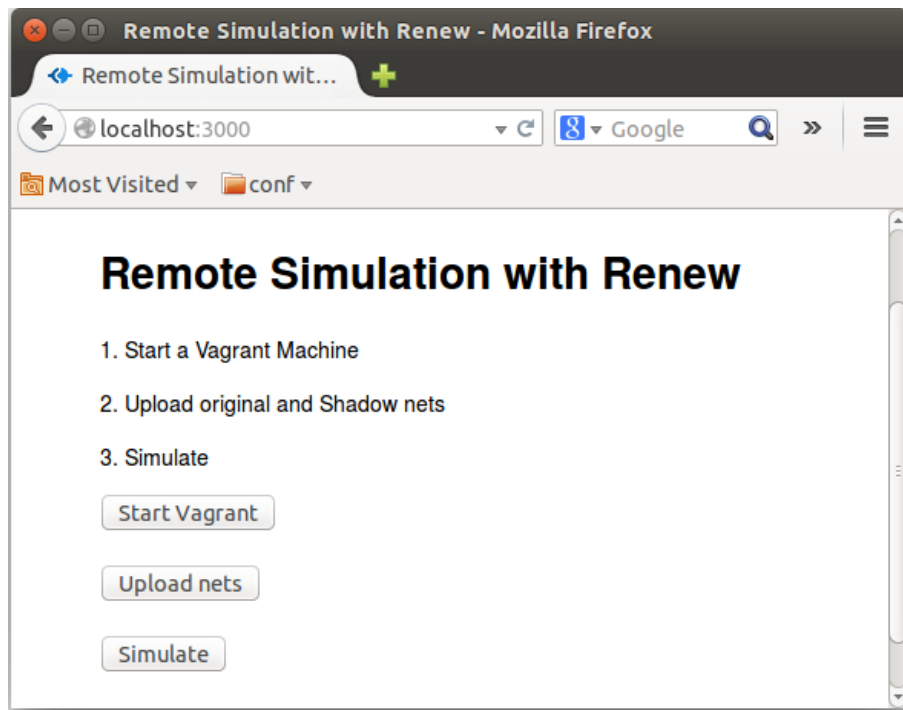 Remote Simulation with Renew - Mozilla Firefox
Remote Simulation wit...
localhost:3000
8 Google
Most Visited conf
Remote Simulation with Renew
1. Start a Vagrant Machine
2. Upload original and Shadow nets
3. Simulate
Start Vagrant
Upload nets
Simulate